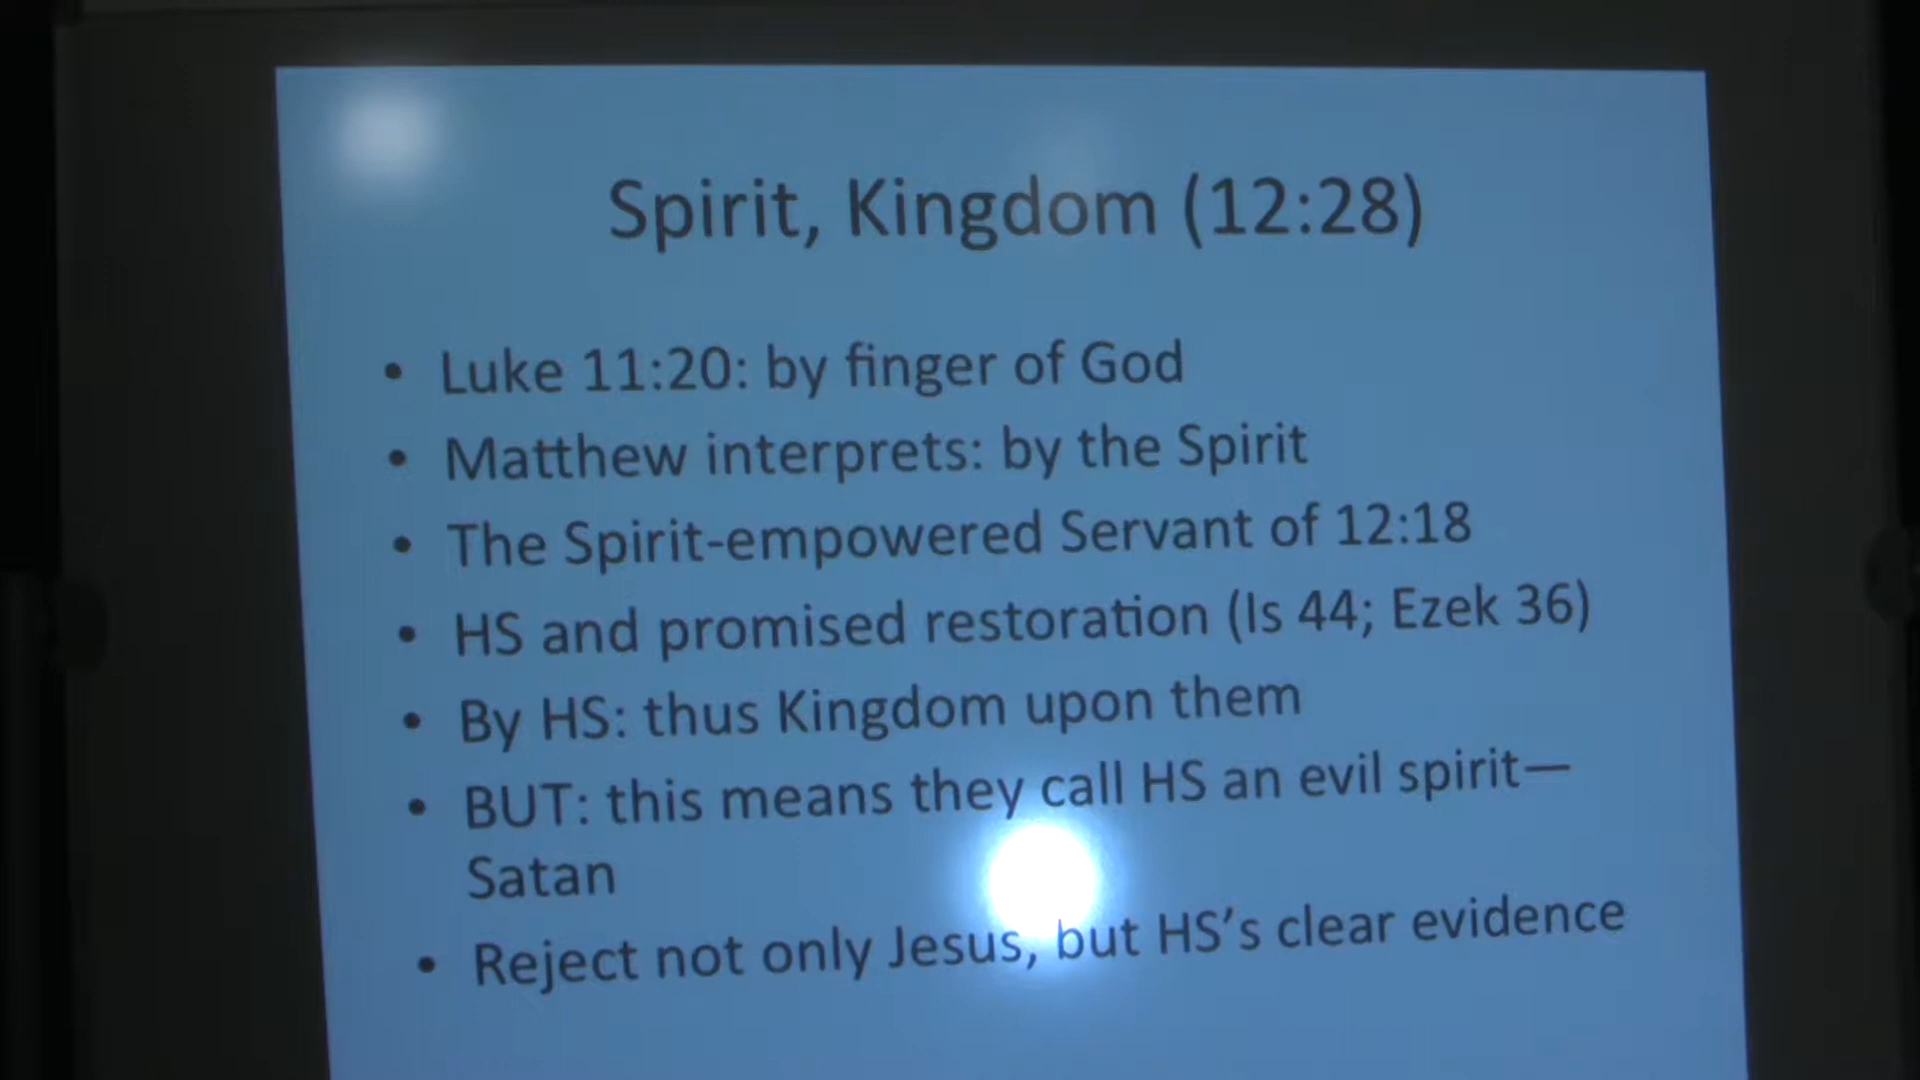 Spirit, Kingdom (12:28)
• Luke 11:20: by finger of God
• Matthew interprets: by the Spirit
• The Spirit-empowered Servant of 12:18
• HS and promised restoration (Is 44; Ezek 36)
• By HS: thus Kingdom upon them
• BUT: this means they call HS an evil spirit—
Satan
• Reject not only Jesus, but HS’s clear evidence